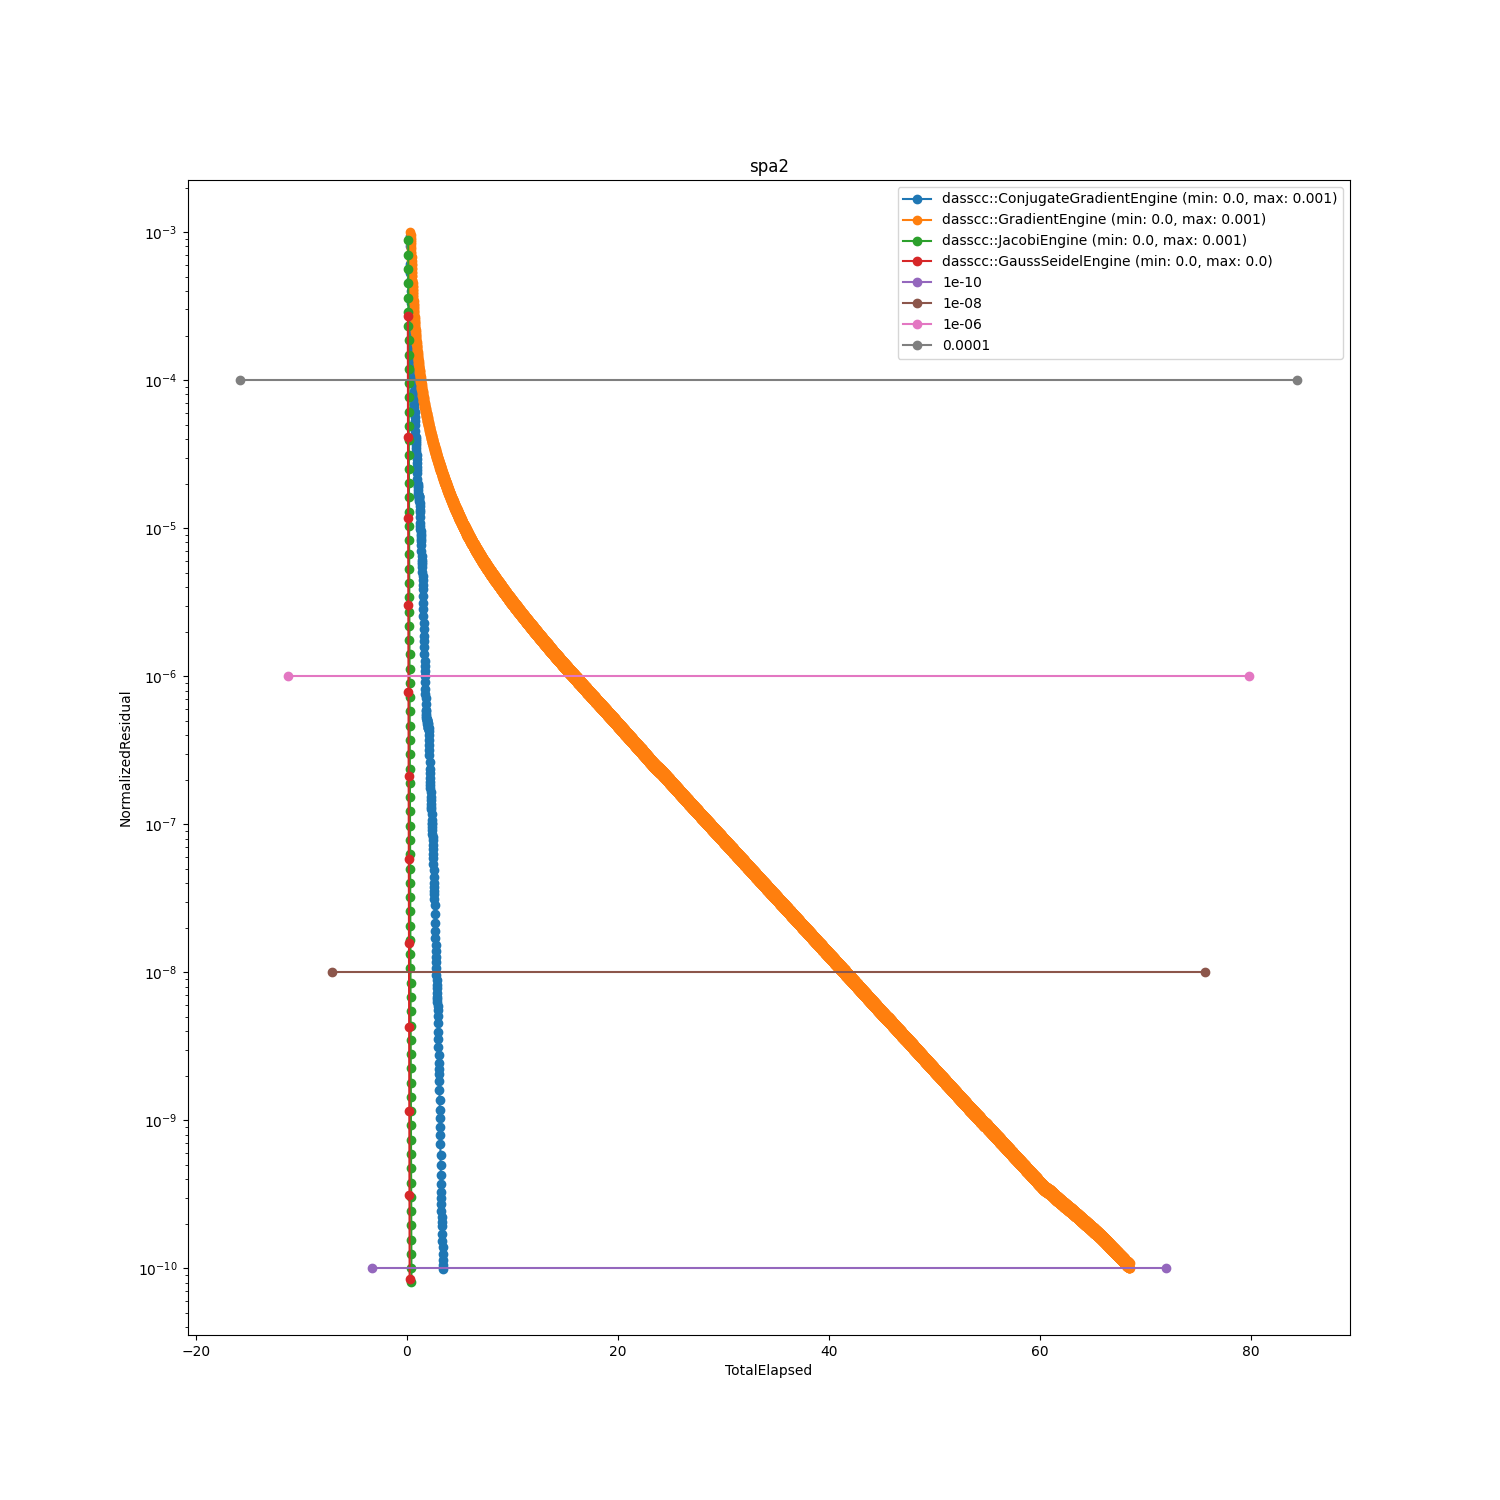 spa2
dasscc::ConjugateGradientEngine (min: 0.0, max: 0.001)
dasscc::GradientEngine (min: 0.0, max: 0.001)
dasscc::JacobiEngine (min: 0.0, max: 0.001)
dasscc::GaussSeidelEngine (min: 0.0, max: 0.0)
1e-10
1e-08
1e-06
0.0001
10⁻³
10⁻⁴
10⁻⁵
10⁻⁶
10⁻⁷
10⁻⁸
10⁻⁹
10⁻¹⁰
NormalizedResidual
−20 0 20 40 60 80
TotalElapsed